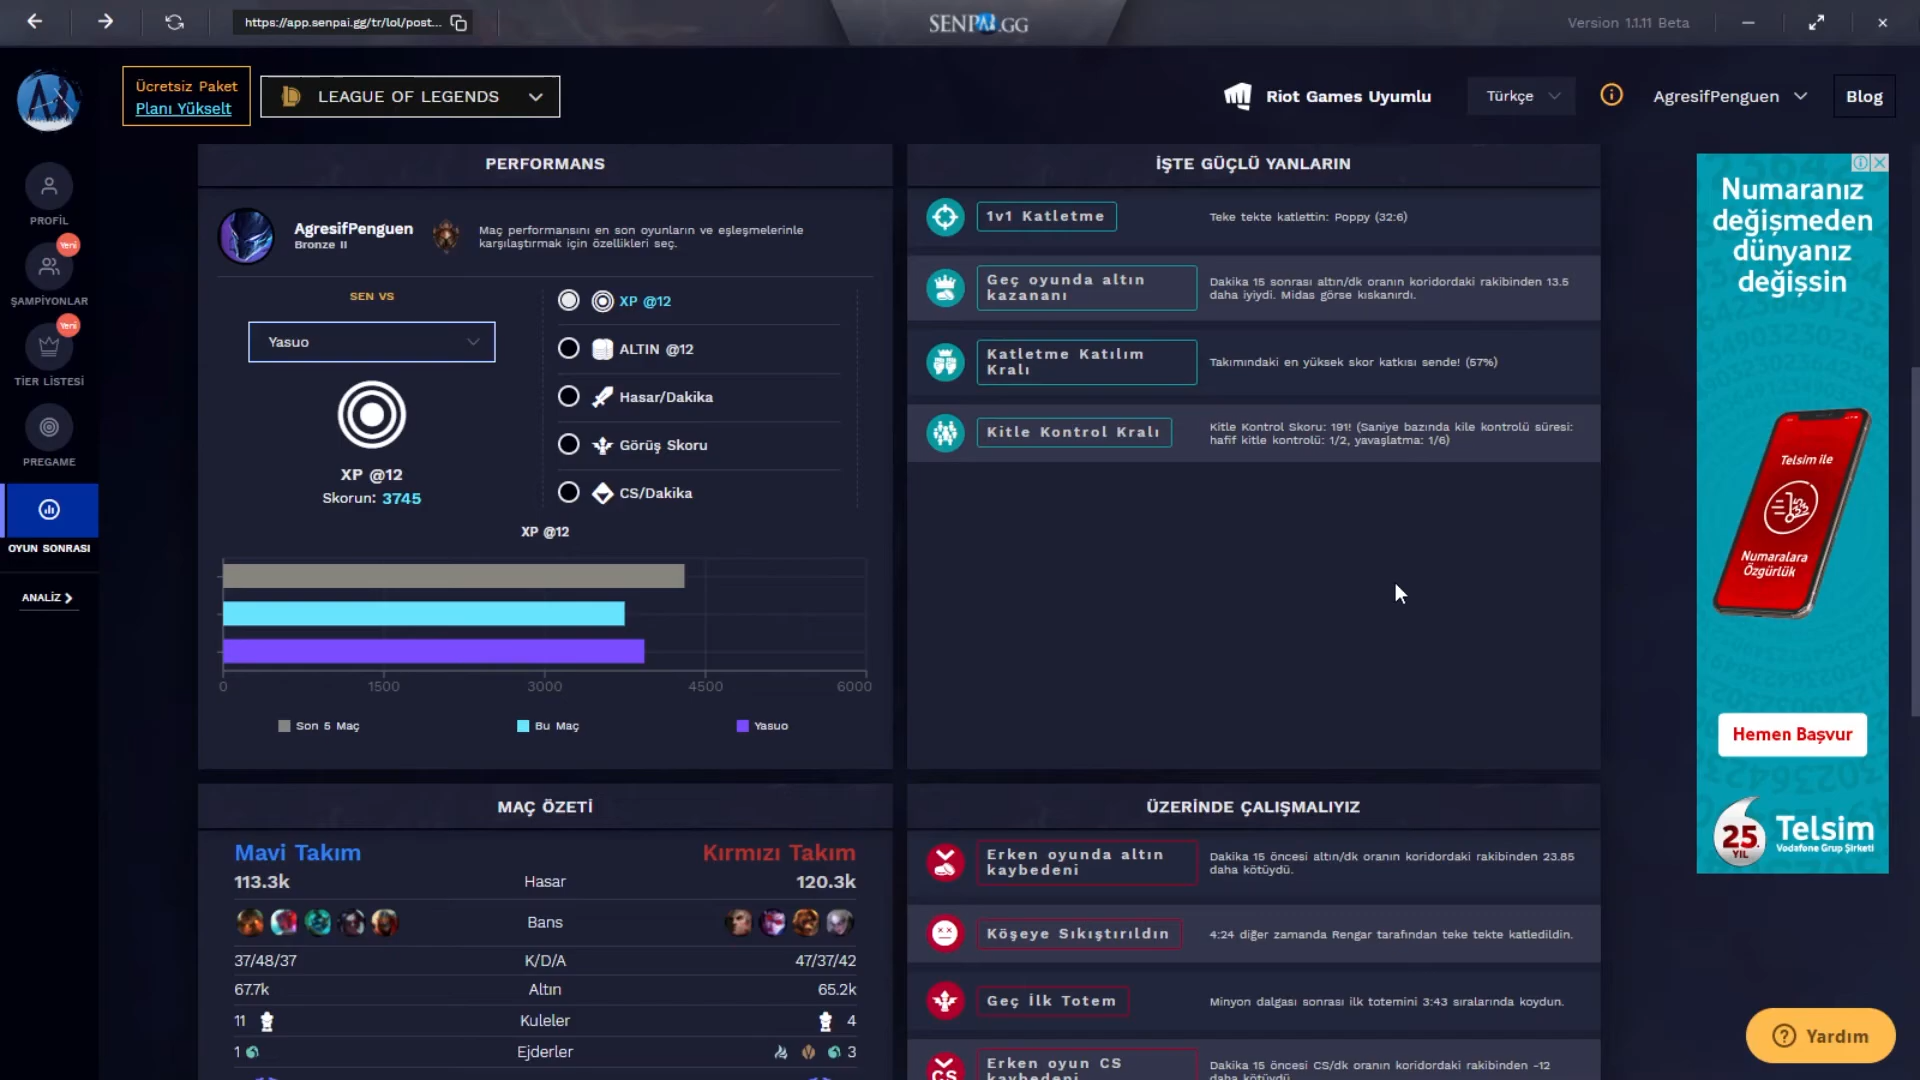 https://app.senpai.gg/tr/lol/post...
SENPAI.GG
Version 1.1.11 Beta
Ücretsiz Paket
Planı Yükselt
LEAGUE OF LEGENDS
Riot Games Uyumlu
Türkçe
AgresifPenguen
Blog
PROFİL
Yeni
ŞAMPİYONLAR
Yeni
TİER LİSTESİ
PREGAME
OYUN SONRASI
ANALİZ
PERFORMANS
AgresifPenguen
Bronze II
Maç performansını en son oyunların ve eşleşmelerinle
karşılaştırmak için özellikleri seç.
SEN VS
Yasuo
XP @12
Skorun: 3745
XP @12
ALTIN @12
Hasar/Dakika
Görüş Skoru
CS/Dakika
XP @12
0 1500 3000 4500 6000
Son 5 Maç Bu Maç Yasuo
İŞTE GÜÇLÜ YANLARIN
1v1 Katletme
Teke tekte katlettin: Poppy (32:6)
Geç oyunda altın
kazananı
Dakika 15 sonrası altın/dk oranın koridordaki rakibinden 13.5
daha iyiydi. Midas görse kıskanırdı.
Katletme Katılım
Kralı
Takımındaki en yüksek skor katkısı sende! (57%)
Kitle Kontrol Kralı
Kitle Kontrol Skoru: 191! (Saniye bazında kile kontrolü süresi:
hafif kitle kontrolü: 1/2, yavaşlatma: 1/6)
MAÇ ÖZETİ
Mavi Takım Kırmızı Takım
113.3k Hasar 120.3k
Bans
37/48/37 K/D/A 47/37/42
67.7k Altın 65.2k
11 Kuleler 4
1 Ejderler 3
ÜZERİNDE ÇALIŞMALIYIZ
Erken oyunda altın
kaybedeni
Dakika 15 öncesi altın/dk oranın koridordaki rakibinden 23.85
daha kötüydü.
Köşeye Sıkıştırıldın
4:24 diğer zamanda Rengar tarafından teke tekte katledildin.
Geç İlk Totem
Minyon dalgası sonrası ilk totemini 3:43 sıralarında koydun.
CS
Erken oyun CS
kaybedeni
Dakika 15 öncesi CS/dk oranın koridordaki rakibinden -12
daha kötüydü.
Numaranız
değişmeden
dünyanız
değişsin
Telsim ile
Numaralara
Özgürlük
Hemen Başvur
25.
YIL
Telsim
Vodafone Grup Şirketi
Yardım